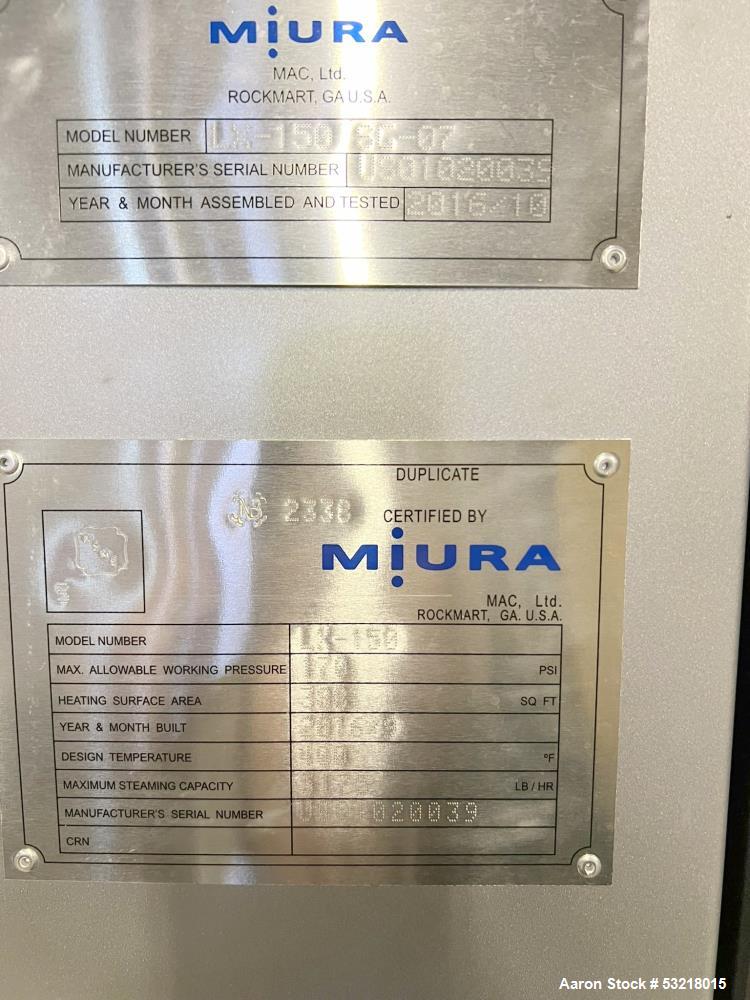 MIURA
MAC, Ltd.
ROCKMART, GA U.S.A.
MODEL NUMBER LX-150 SG-07
MANUFACTURER'S SERIAL NUMBER US01020039
YEAR & MONTH ASSEMBLED AND TESTED 2016/10
DUPLICATE
NB 2338 CERTIFIED BY
MIURA
MAC, Ltd.
ROCKMART, GA. U.S.A.
MODEL NUMBER LX-150
MAX. ALLOWABLE WORKING PRESSURE 170 PSI
HEATING SURFACE AREA SQ FT
YEAR & MONTH BUILT
DESIGN TEMPERATURE °F
MAXIMUM STEAMING CAPACITY LB / HR
MANUFACTURER'S SERIAL NUMBER 020039
CRN
Aaron Stock # 53218015